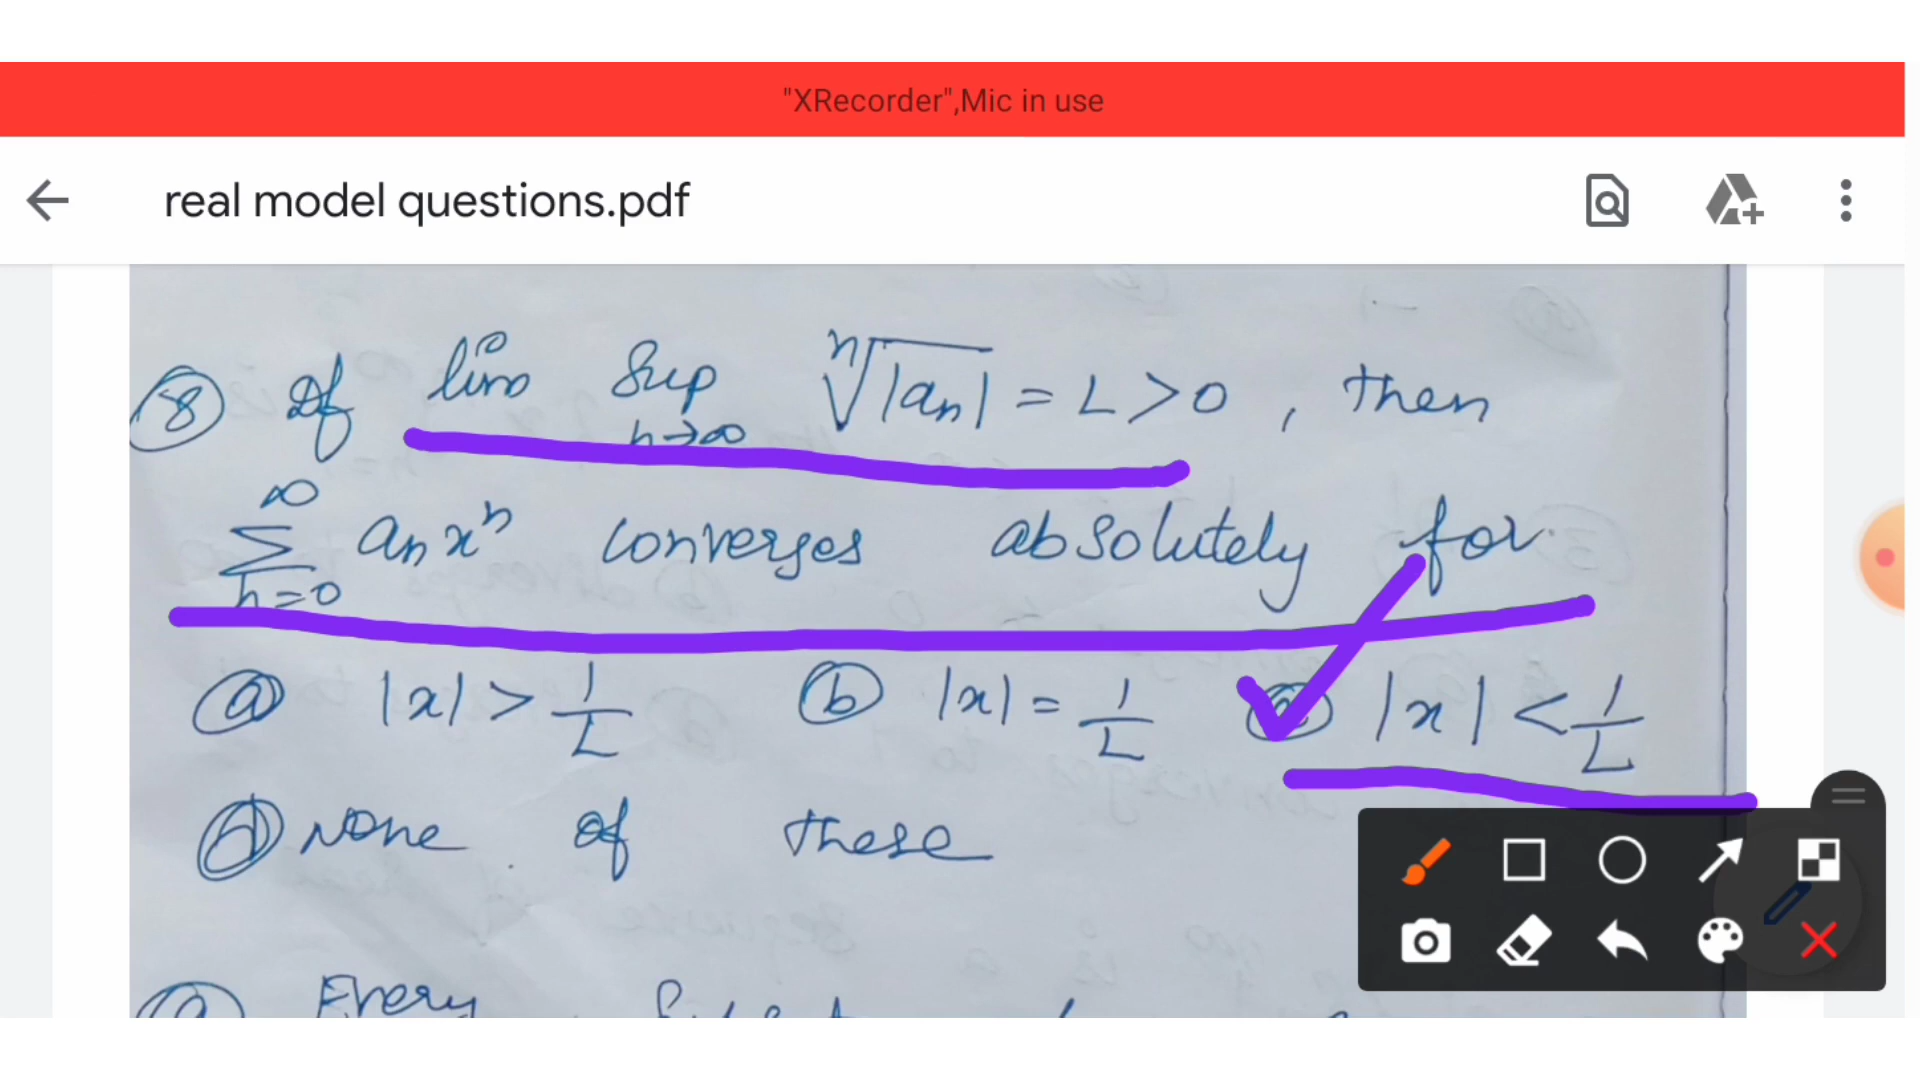 "XRecorder",Mic in use
real model questions.pdf
⑧ If lim sup n→∞ ⁿ√|aₙ| = L > 0 , then
∞ Σ n=0 aₙxⁿ converges absolutely for
ⓐ |x| > 1/L ⓑ |x| = 1/L ⓒ |x| < 1/L
ⓓ None of these
Every